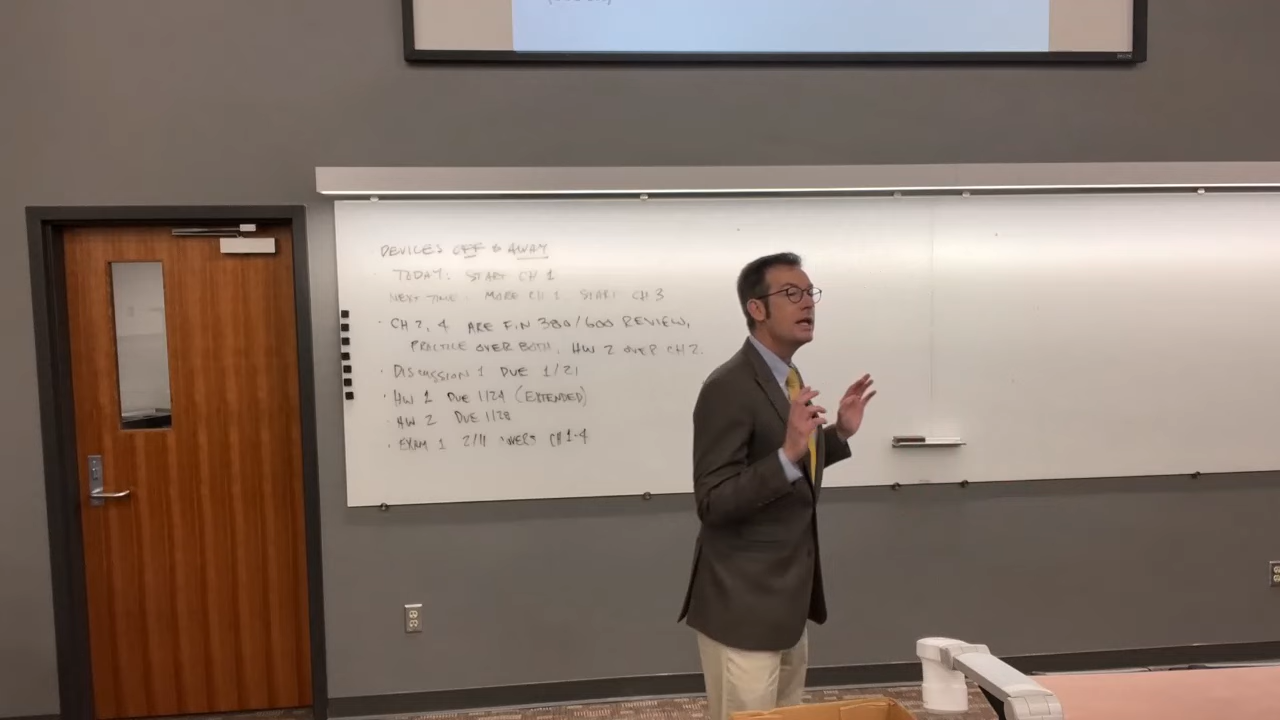 DEVICES OFF & AWAY
TODAY: START CH 1
NEXT TIME: MORE CH 1, START CH 3
• CH 2, 4 ARE FIN 380/600 REVIEW,
PRACTICE OVER BOTH, HW 2 OVER CH 2.
• DISCUSSION 1 DUE 1/21
• HW 1 DUE 1/24 (EXTENDED)
• HW 2 DUE 1/28
• EXAM 1 2/11 COVERS CH 1-4